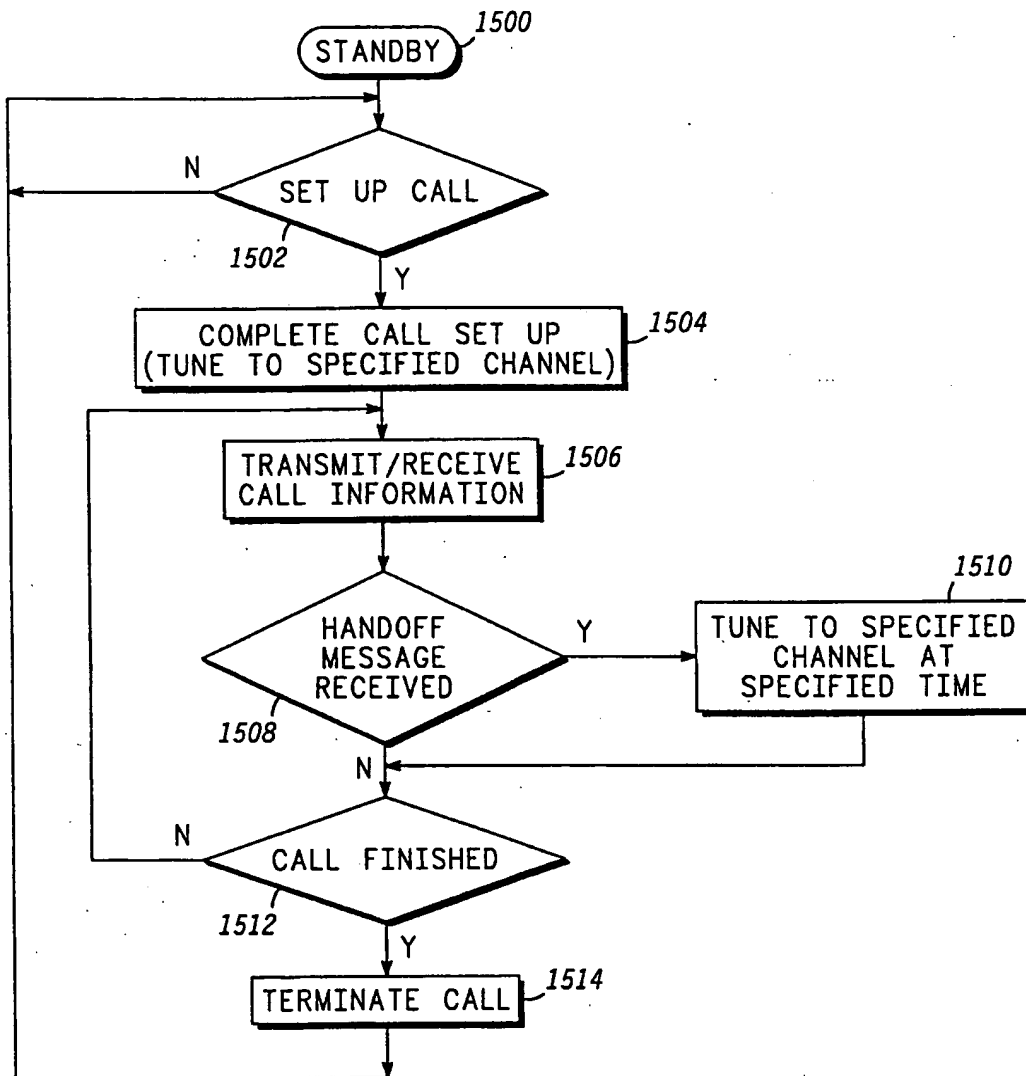 1500
STANDBY
N
SET UP CALL
1502
Y
COMPLETE CALL SET UP
(TUNE TO SPECIFIED CHANNEL)
1504
TRANSMIT/RECEIVE
CALL INFORMATION
1506
HANDOFF
MESSAGE
RECEIVED
1508
Y
1510
TUNE TO SPECIFIED
CHANNEL AT
SPECIFIED TIME
N
N
CALL FINISHED
1512
Y
TERMINATE CALL
1514